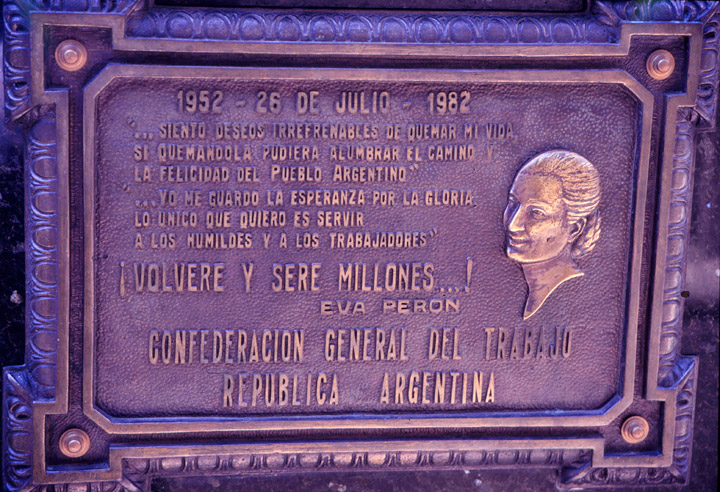 1952 - 26 DE JULIO - 1982
"... SIENTO DESEOS IRREFRENABLES DE QUEMAR MI VIDA,
SI QUEMANDOLA PUDIERA ALUMBRAR EL CAMINO Y
LA FELICIDAD DEL PUEBLO ARGENTINO"
"...YO ME GUARDO LA ESPERANZA POR LA GLORIA.
LO UNICO QUE QUIERO ES SERVIR
A LOS HUMILDES Y A LOS TRABAJADORES"
¡VOLVERE Y SERE MILLONES...!
EVA PERON
CONFEDERACION GENERAL DEL TRABAJO
REPUBLICA ARGENTINA